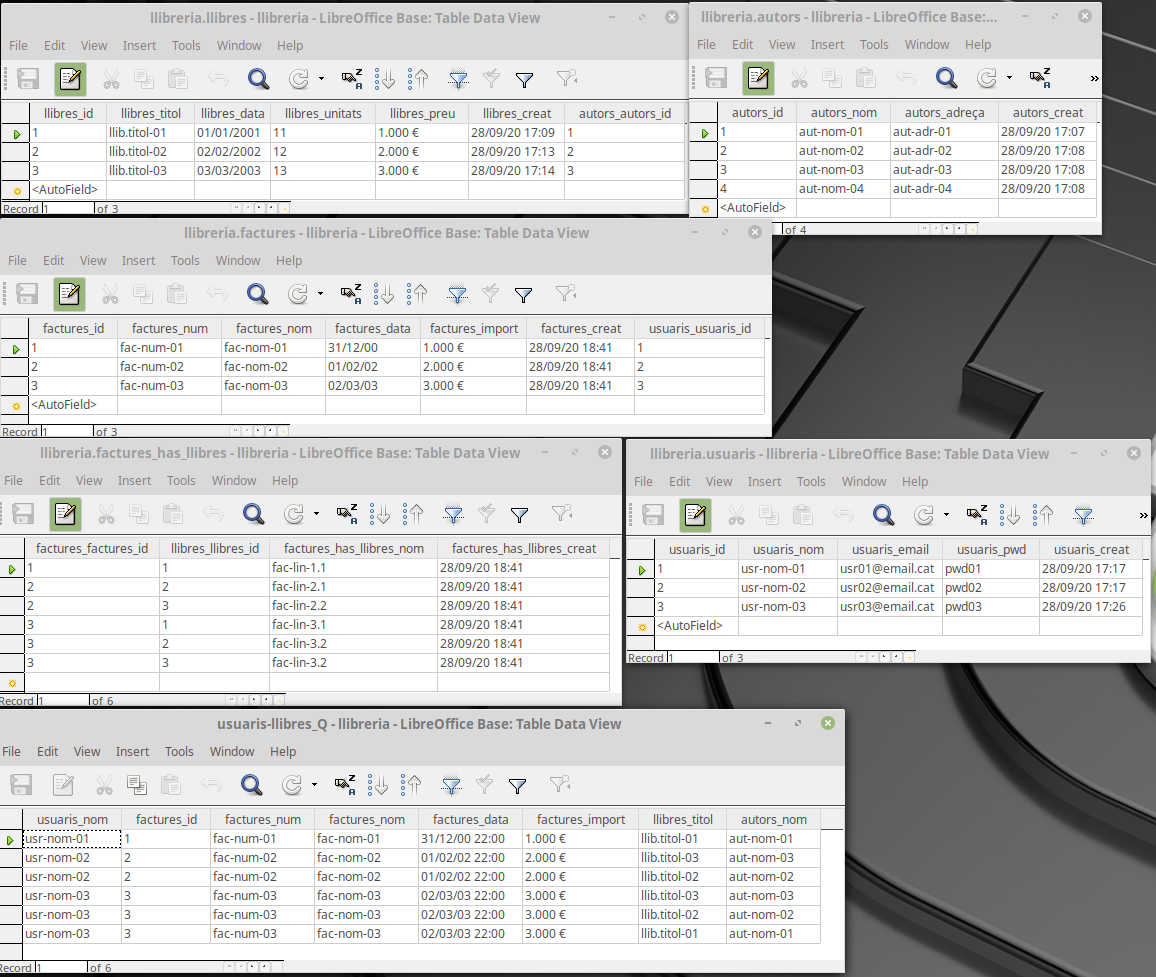 llibreria.llibres - llibreria - LibreOffice Base: Table Data View
File Edit View Insert Tools Window Help
llibres_id llibres_titol llibres_data llibres_unitats llibres_preu llibres_creat autors_autors_id
1 llib.titol-01 01/01/2001 11 1.000 € 28/09/20 17:09 1
2 llib.titol-02 02/02/2002 12 2.000 € 28/09/20 17:13 2
3 llib.titol-03 03/03/2003 13 3.000 € 28/09/20 17:14 3
<AutoField>
Record 1 of 3
llibreria.autors - llibreria - LibreOffice Base:...
File Edit View Insert Tools Window Help
autors_id autors_nom autors_adreça autors_creat
1 aut-nom-01 aut-adr-01 28/09/20 17:07
2 aut-nom-02 aut-adr-02 28/09/20 17:08
3 aut-nom-03 aut-adr-03 28/09/20 17:08
4 aut-nom-04 aut-adr-04 28/09/20 17:08
<AutoField>
of 4
llibreria.factures - llibreria - LibreOffice Base: Table Data View
File Edit View Insert Tools Window Help
factures_id factures_num factures_nom factures_data factures_import factures_creat usuaris_usuaris_id
1 fac-num-01 fac-nom-01 31/12/00 1.000 € 28/09/20 18:41 1
2 fac-num-02 fac-nom-02 01/02/02 2.000 € 28/09/20 18:41 2
3 fac-num-03 fac-nom-03 02/03/03 3.000 € 28/09/20 18:41 3
<AutoField>
Record 1 of 3
llibreria.factures_has_llibres - llibreria - LibreOffice Base: Table Data View
File Edit View Insert Tools Window Help
factures_factures_id llibres_llibres_id factures_has_llibres_nom factures_has_llibres_creat
1 1 fac-lin-1.1 28/09/20 18:41
2 2 fac-lin-2.1 28/09/20 18:41
2 3 fac-lin-2.2 28/09/20 18:41
3 1 fac-lin-3.1 28/09/20 18:41
3 2 fac-lin-3.2 28/09/20 18:41
3 3 fac-lin-3.2 28/09/20 18:41
Record 1 of 6
llibreria.usuaris - llibreria - LibreOffice Base: Table Data View
File Edit View Insert Tools Window Help
usuaris_id usuaris_nom usuaris_email usuaris_pwd usuaris_creat
1 usr-nom-01 usr01@email.cat pwd01 28/09/20 17:17
2 usr-nom-02 usr02@email.cat pwd02 28/09/20 17:17
3 usr-nom-03 usr03@email.cat pwd03 28/09/20 17:26
<AutoField>
Record 1 of 3
usuaris-llibres_Q - llibreria - LibreOffice Base: Table Data View
File Edit View Insert Tools Window Help
usuaris_nom factures_id factures_num factures_nom factures_data factures_import llibres_titol autors_nom
usr-nom-01 1 fac-num-01 fac-nom-01 31/12/00 22:00 1.000 € llib.titol-01 aut-nom-01
usr-nom-02 2 fac-num-02 fac-nom-02 01/02/02 22:00 2.000 € llib.titol-03 aut-nom-03
usr-nom-02 2 fac-num-02 fac-nom-02 01/02/02 22:00 2.000 € llib.titol-02 aut-nom-02
usr-nom-03 3 fac-num-03 fac-nom-03 02/03/03 22:00 3.000 € llib.titol-03 aut-nom-03
usr-nom-03 3 fac-num-03 fac-nom-03 02/03/03 22:00 3.000 € llib.titol-02 aut-nom-02
usr-nom-03 3 fac-num-03 fac-nom-03 02/03/03 22:00 3.000 € llib.titol-01 aut-nom-01
Record 1 of 6